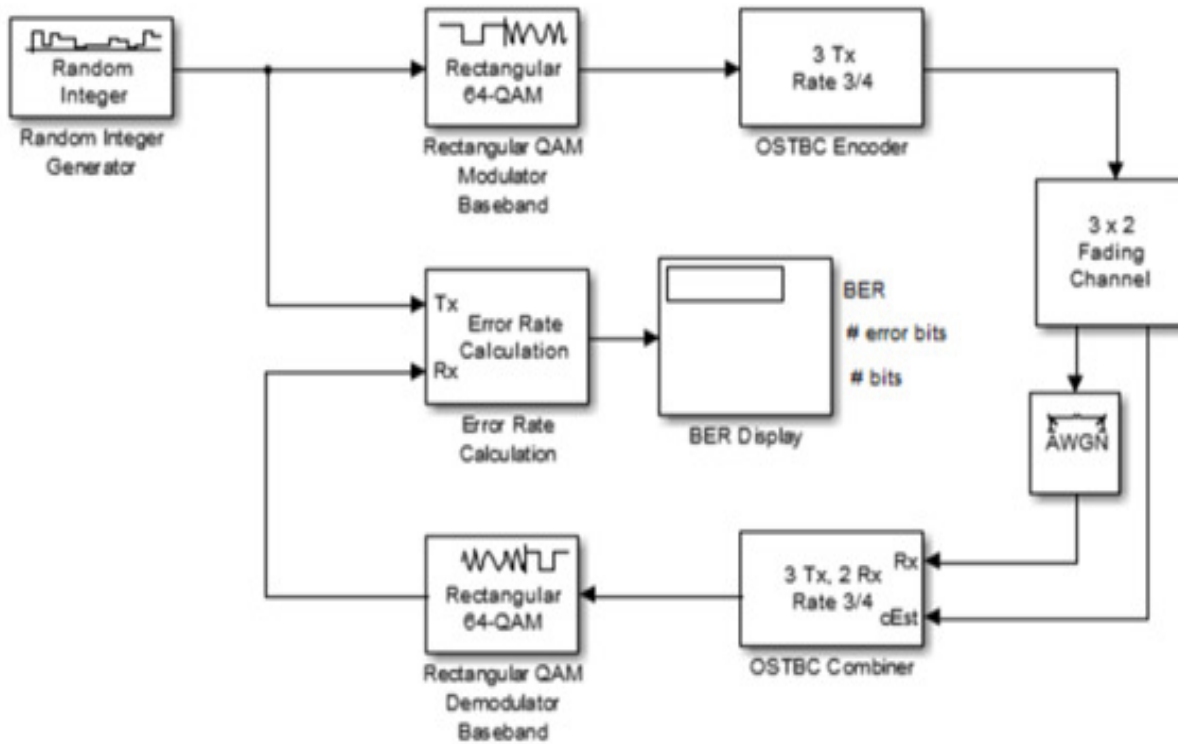 Random
Integer
Random Integer
Generator
Rectangular
64-QAM
Rectangular QAM
Modulator
Baseband
3 Tx
Rate 3/4
OSTBC Encoder
3 x 2
Fading
Channel
Tx
Error Rate
Calculation
Rx
Error Rate
Calculation
BER
# error bits
# bits
BER Display
AWGN
Rectangular
64-QAM
Rectangular QAM
Demodulator
Baseband
3 Tx, 2 Rx
Rate 3/4
Rx
cEst
OSTBC Combiner